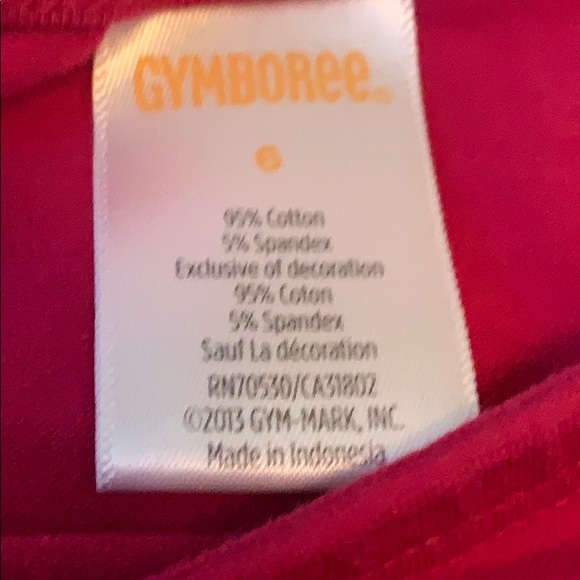 GYMBOREE
6
95% Cotton
5% Spandex
Exclusive of decoration
95% Coton
5% Spandex
Sauf La décoration
RN70530/CA31802
©2013 GYM-MARK, INC.
Made in Indonesia